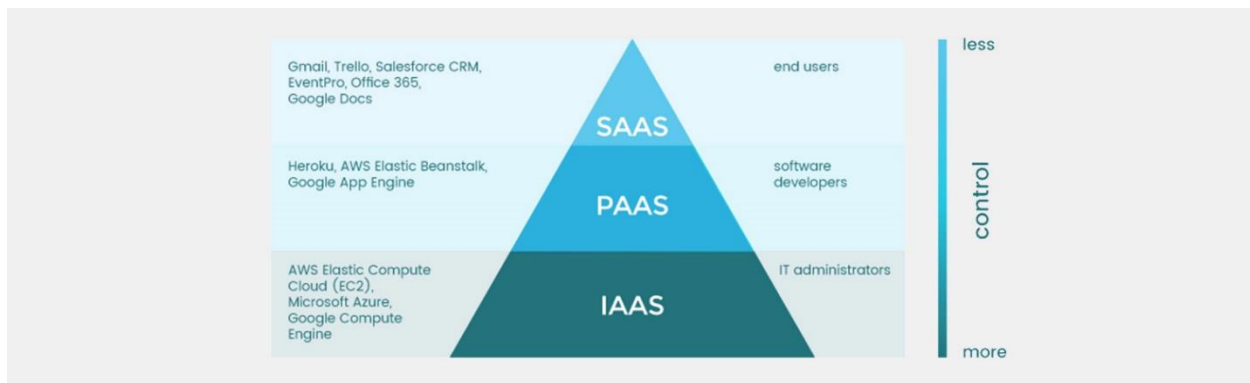 Gmail, Trello, Salesforce CRM,
EventPro, Office 365,
Google Docs
SAAS
end users
Heroku, AWS Elastic Beanstalk,
Google App Engine
PAAS
software
developers
AWS Elastic Compute
Cloud (EC2),
Microsoft Azure,
Google Compute
Engine
IAAS
IT administrators
less
control
more